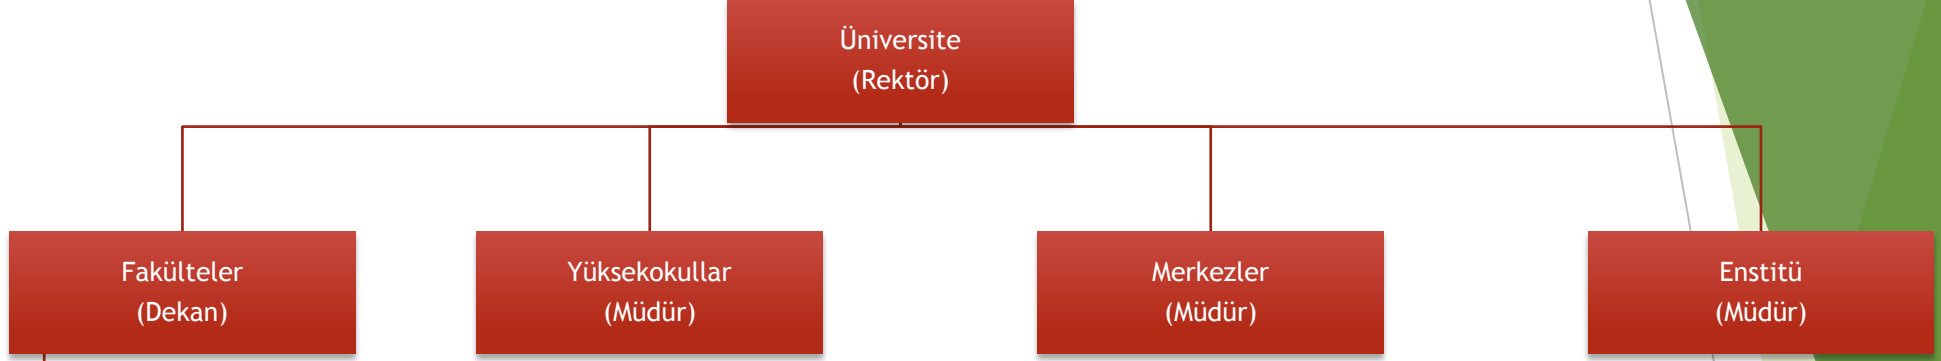 Üniversite
(Rektör)
Fakülteler
(Dekan)
Yüksekokullar
(Müdür)
Merkezler
(Müdür)
Enstitü
(Müdür)